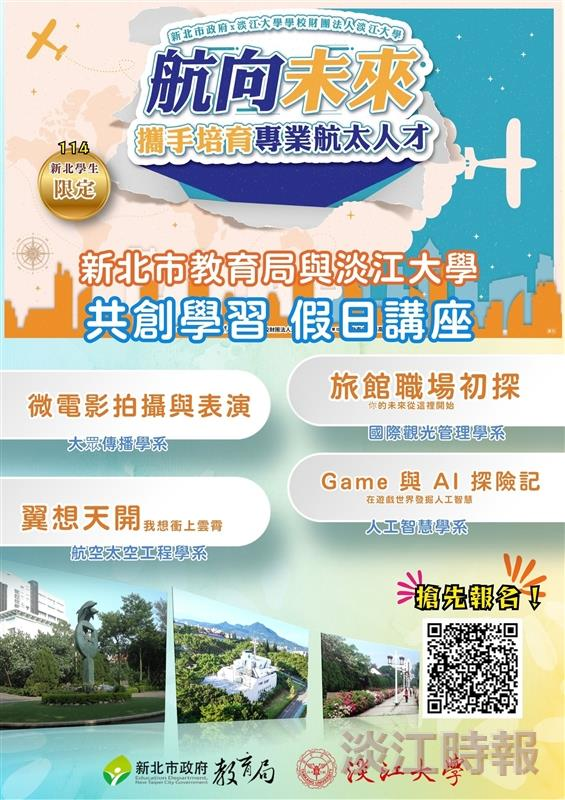 新北市政府x淡江大學學校財團法人淡江大學
航向未來
攜手培育專業航太人才
114
新北學生
限定
新北市教育局與淡江大學
共創學習 假日講座
微電影拍攝與表演
大眾傳播學系
旅館職場初探
你的未來從這裡開始
國際觀光管理學系
翼想天開 我想衝上雲霄
航空太空工程學系
Game 與 AI 探險記
在遊戲世界發掘人工智慧
人工智慧學系
搶先報名！
淡江時報
新北市政府
Education Department,
New Taipei City Government
教育局
淡江大學